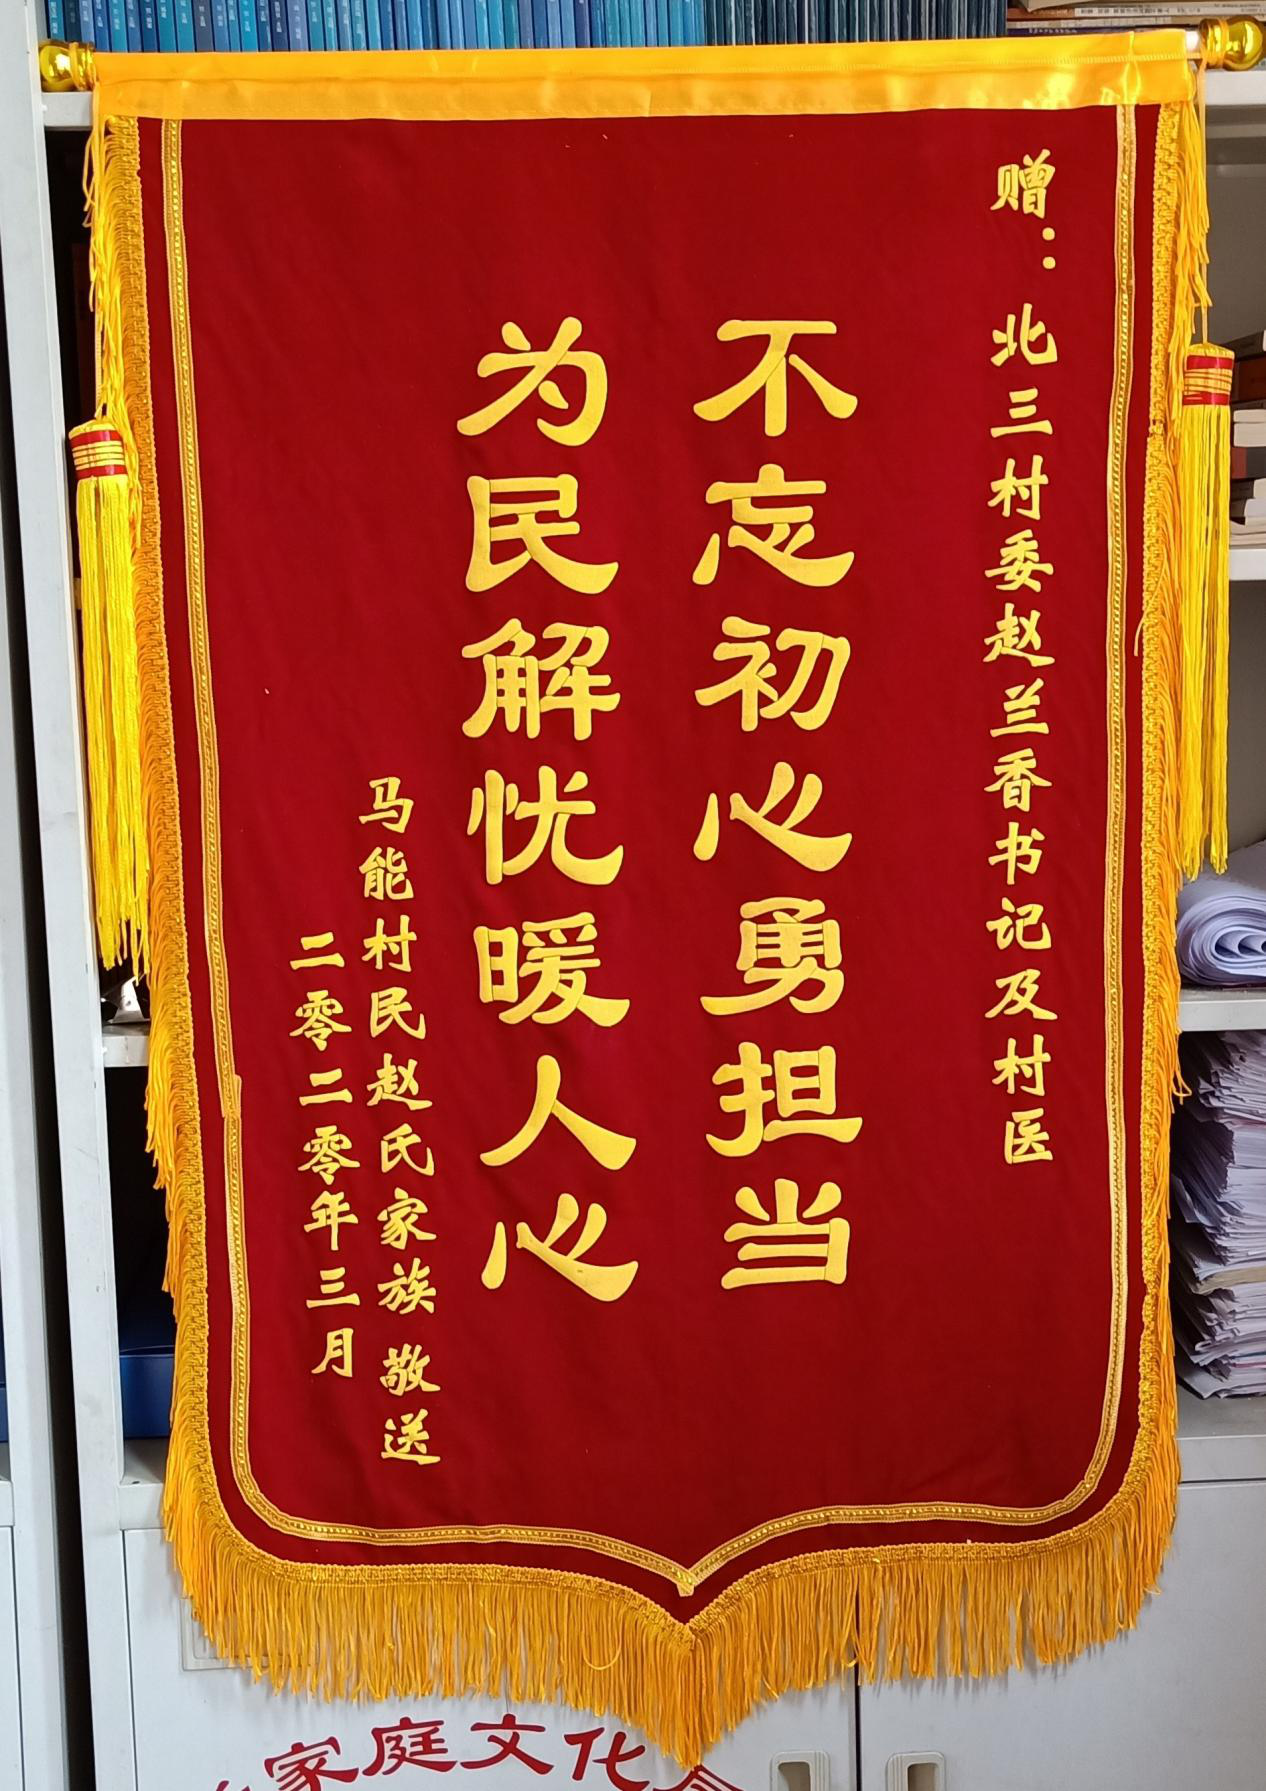 赠：北三村委赵兰香书记及村医
不忘初心勇担当
为民解忧暖人心
马能村民赵氏家族 敬送
二零二零年三月
家庭文化